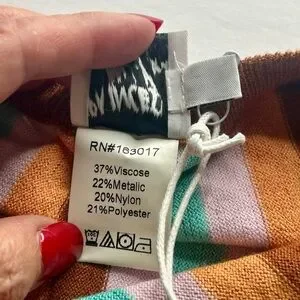 RN#163017
37%Viscose
22%Metalic
20%Nylon
21%Polyester